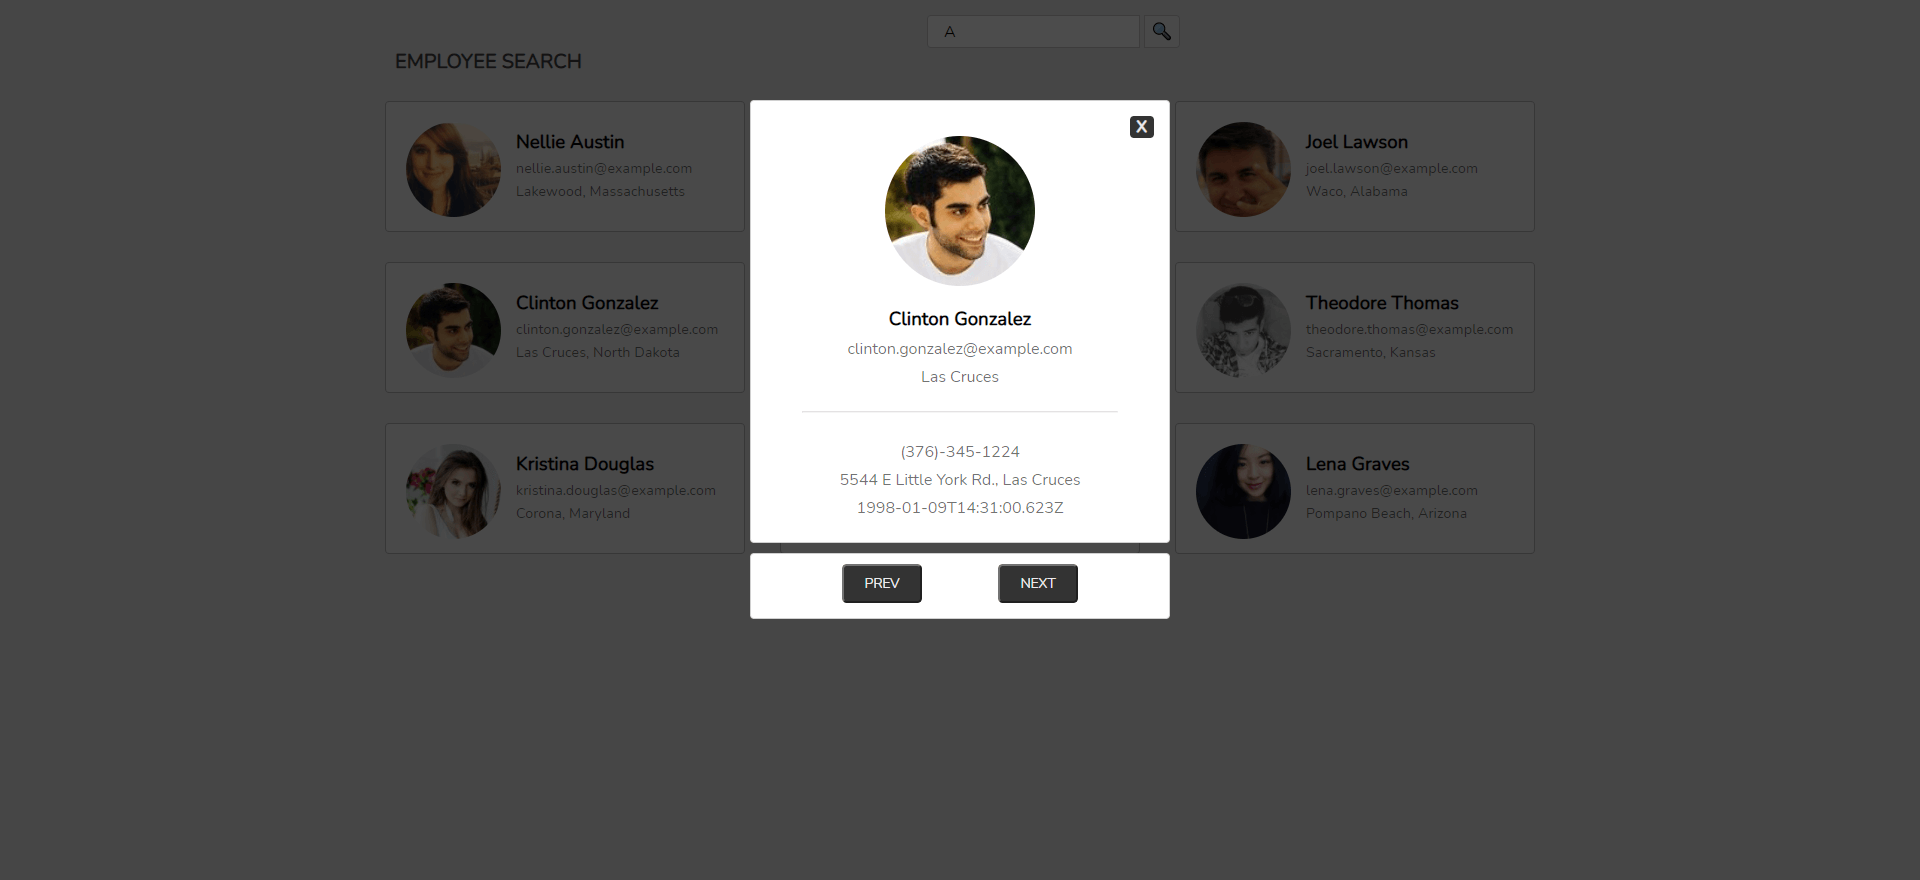 A
EMPLOYEE SEARCH
Nellie Austin
nellie.austin@example.com
Lakewood, Massachusetts
Joel Lawson
joel.lawson@example.com
Waco, Alabama
Clinton Gonzalez
clinton.gonzalez@example.com
Las Cruces, North Dakota
Theodore Thomas
theodore.thomas@example.com
Sacramento, Kansas
Kristina Douglas
kristina.douglas@example.com
Corona, Maryland
Lena Graves
lena.graves@example.com
Pompano Beach, Arizona
X
Clinton Gonzalez
clinton.gonzalez@example.com
Las Cruces
(376)-345-1224
5544 E Little York Rd., Las Cruces
1998-01-09T14:31:00.623Z
PREV
NEXT